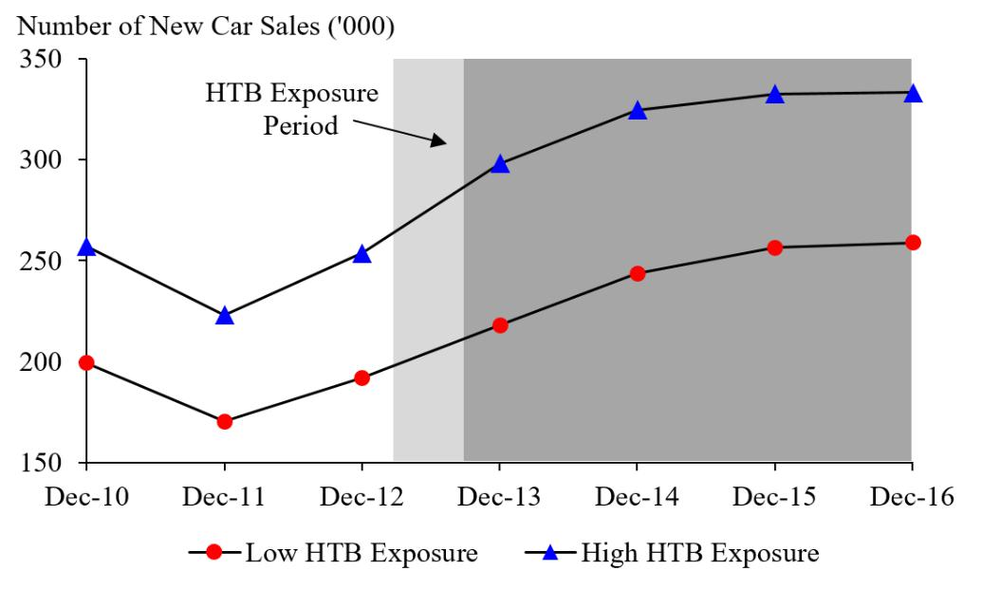 Number of New Car Sales ('000)
350
HTB Exposure
Period
300
250
200
150
Dec-10 Dec-11 Dec-12 Dec-13 Dec-14 Dec-15 Dec-16
Low HTB Exposure High HTB Exposure